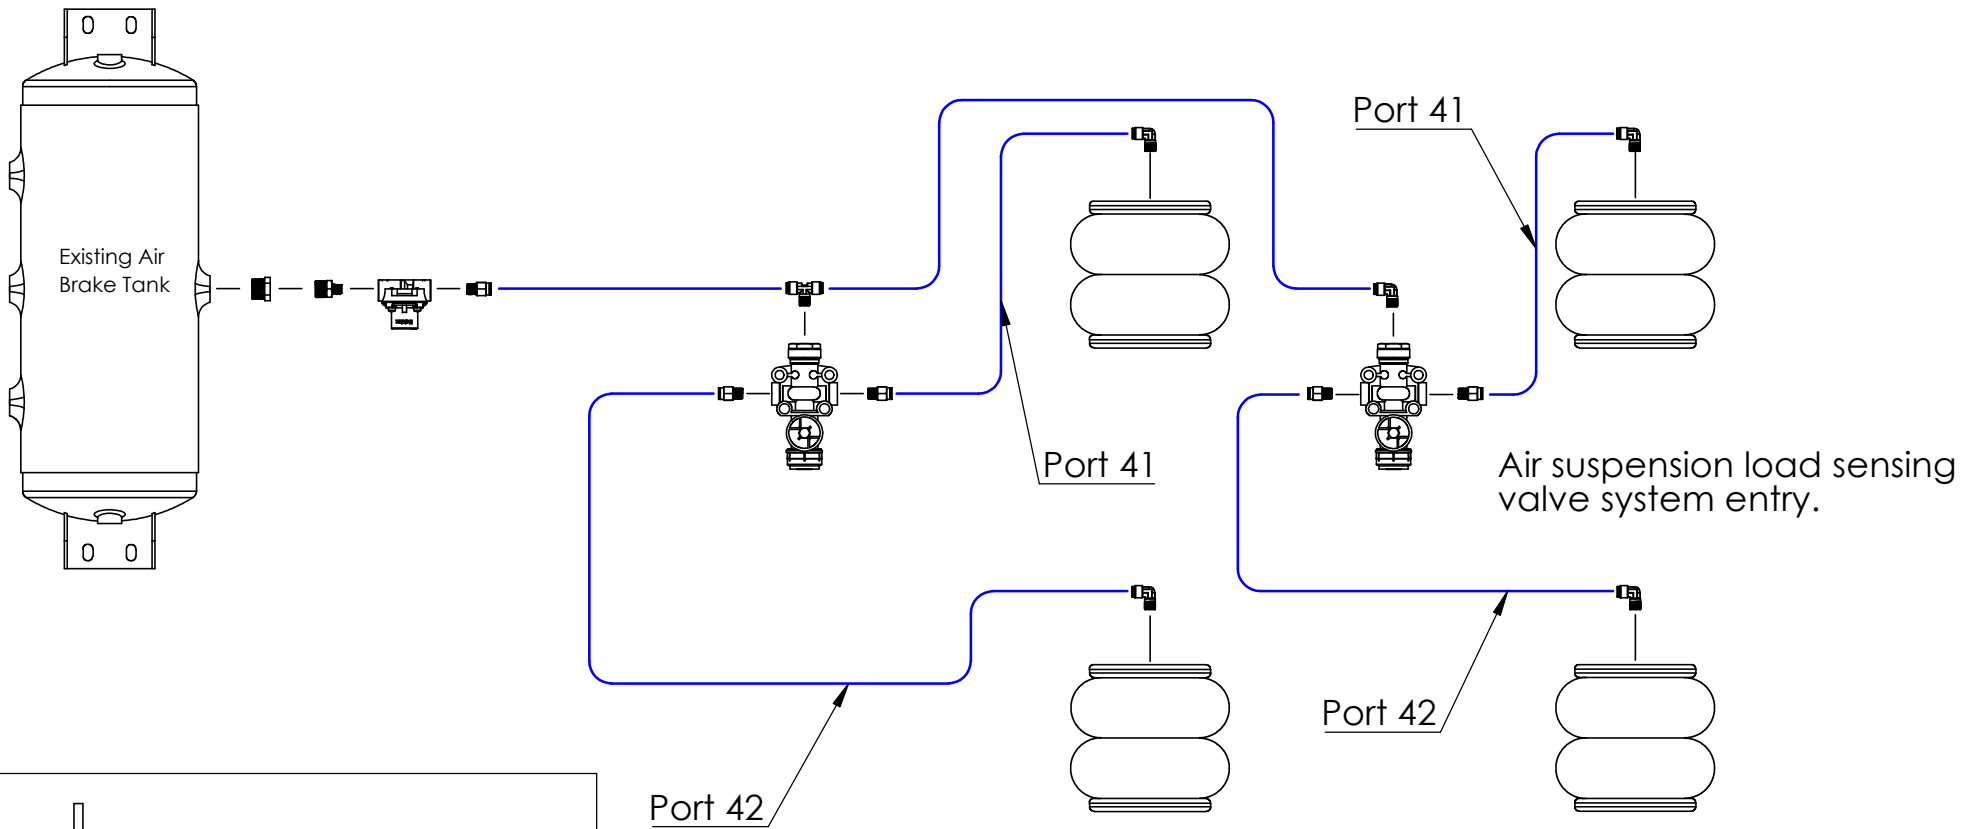 Port 41
Existing Air
Brake Tank
Port 41
Air suspension load sensing
valve system entry.
Port 42
Port 42